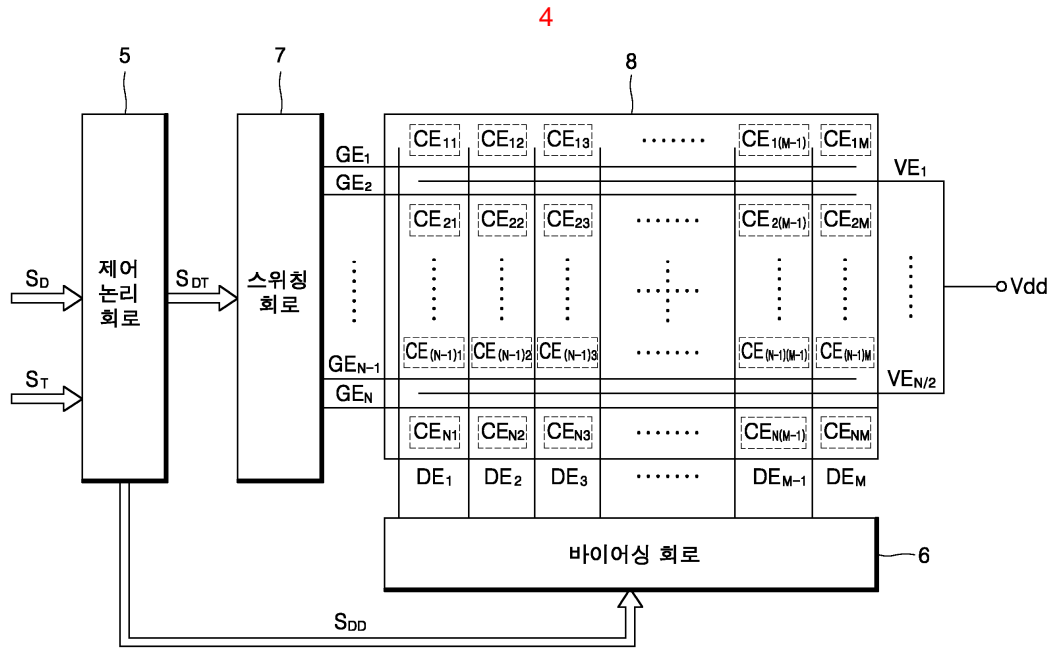 4
5 7 8
CE11 CE12 CE13 ······· CE1(M-1) CE1M
GE1 VE1
GE2
CE21 CE22 CE23 ······· CE2(M-1) CE2M
SD 제어 논리 회로 SDT 스위칭 회로 Vdd
CE(N-1)1 CE(N-1)2 CE(N-1)3 ······· CE(N-1)(M-1) CE(N-1)M
ST GEN-1 VEN/2
GEN
CEN1 CEN2 CEN3 ······· CEN(M-1) CENM
DE1 DE2 DE3 ······· DEM-1 DEM
바이어싱 회로 6
SDD